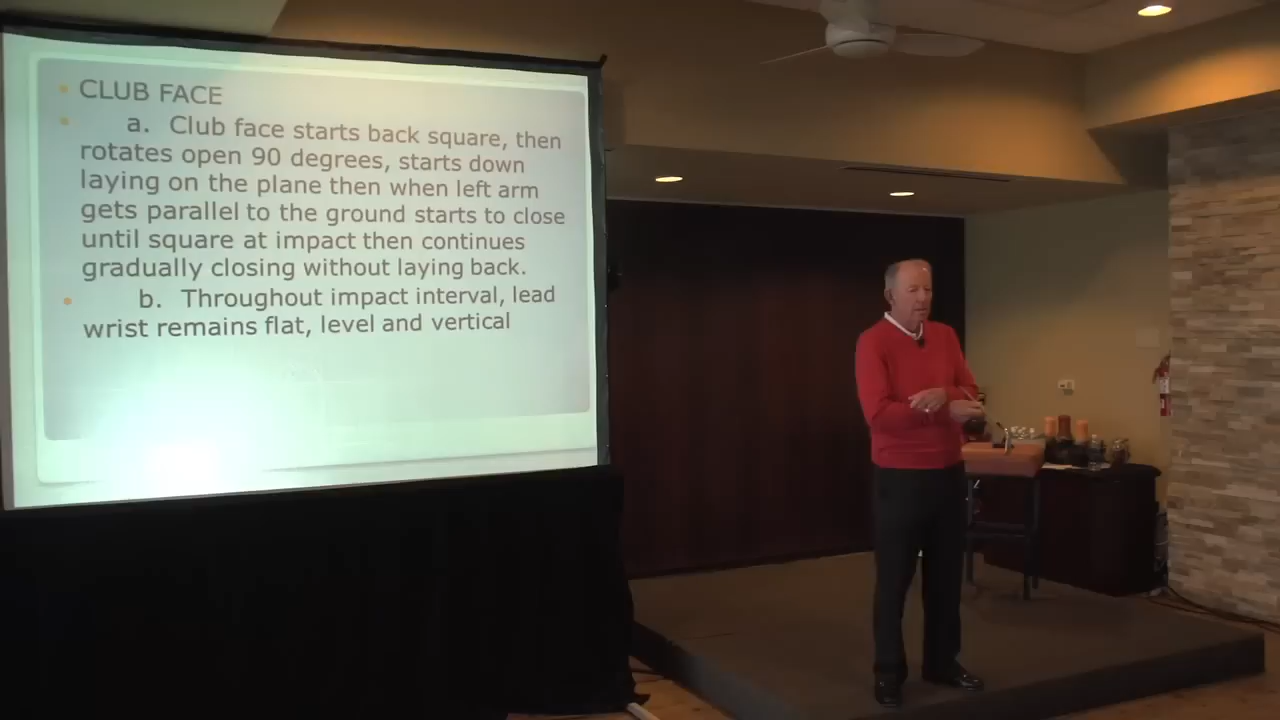 • CLUB FACE
• a. Club face starts back square, then
rotates open 90 degrees, starts down
laying on the plane then when left arm
gets parallel to the ground starts to close
until square at impact then continues
gradually closing without laying back.
• b. Throughout impact interval, lead
wrist remains flat, level and vertical